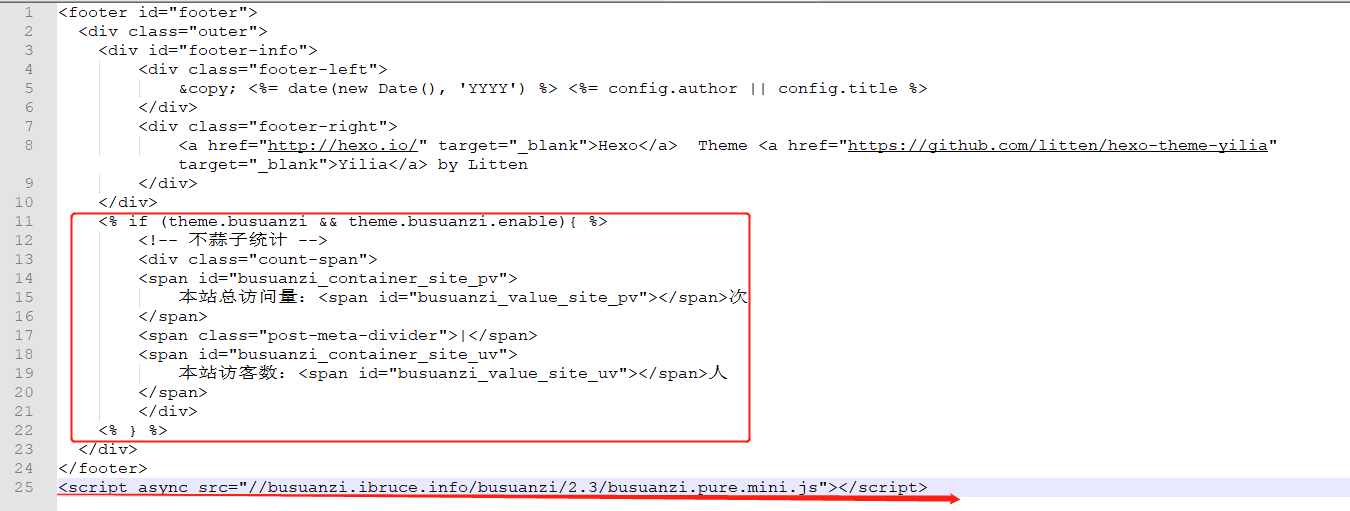 1 <footer id="footer">
2 <div class="outer">
3 <div id="footer-info">
4 <div class="footer-left">
5 &copy; <%= date(new Date(), 'YYYY') %> <%= config.author || config.title %>
6 </div>
7 <div class="footer-right">
8 <a href="http://hexo.io/" target="_blank">Hexo</a>  Theme <a href="https://github.com/litten/hexo-theme-yilia"
target="_blank">Yilia</a> by Litten
9 </div>
10 </div>
11 <% if (theme.busuanzi && theme.busuanzi.enable){ %>
12 <!-- 不蒜子统计 -->
13 <div class="count-span">
14 <span id="busuanzi_container_site_pv">
15 本站总访问量：<span id="busuanzi_value_site_pv"></span>次
16 </span>
17 <span class="post-meta-divider">|</span>
18 <span id="busuanzi_container_site_uv">
19 本站访客数：<span id="busuanzi_value_site_uv"></span>人
20 </span>
21 </div>
22 <% } %>
23 </div>
24 </footer>
25 <script async src="//busuanzi.ibruce.info/busuanzi/2.3/busuanzi.pure.mini.js"></script>